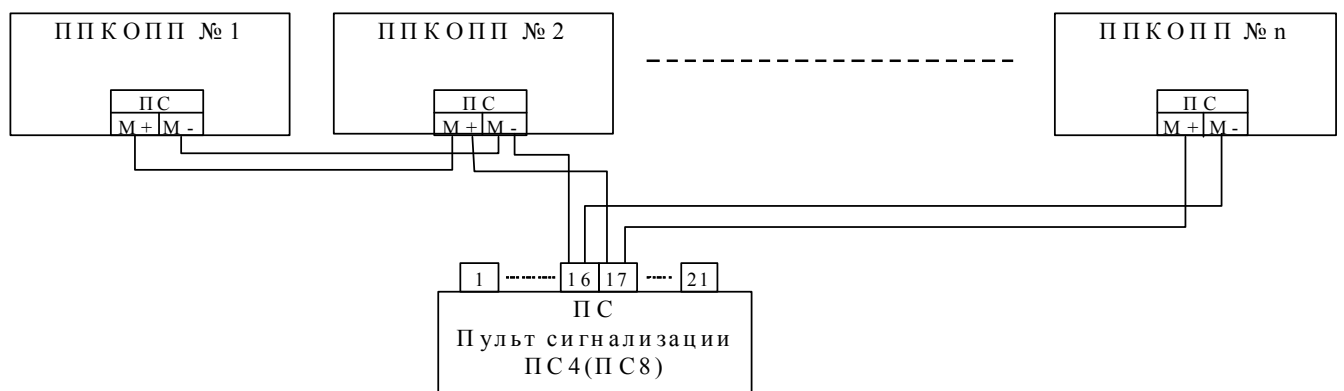 ППКОПП №1
ПС
М+ М-
ППКОПП №2
ПС
М+ М-
ППКОПП №n
ПС
М+ М-
1 16 17 21
ПС
Пульт сигнализации
ПС4(ПС8)